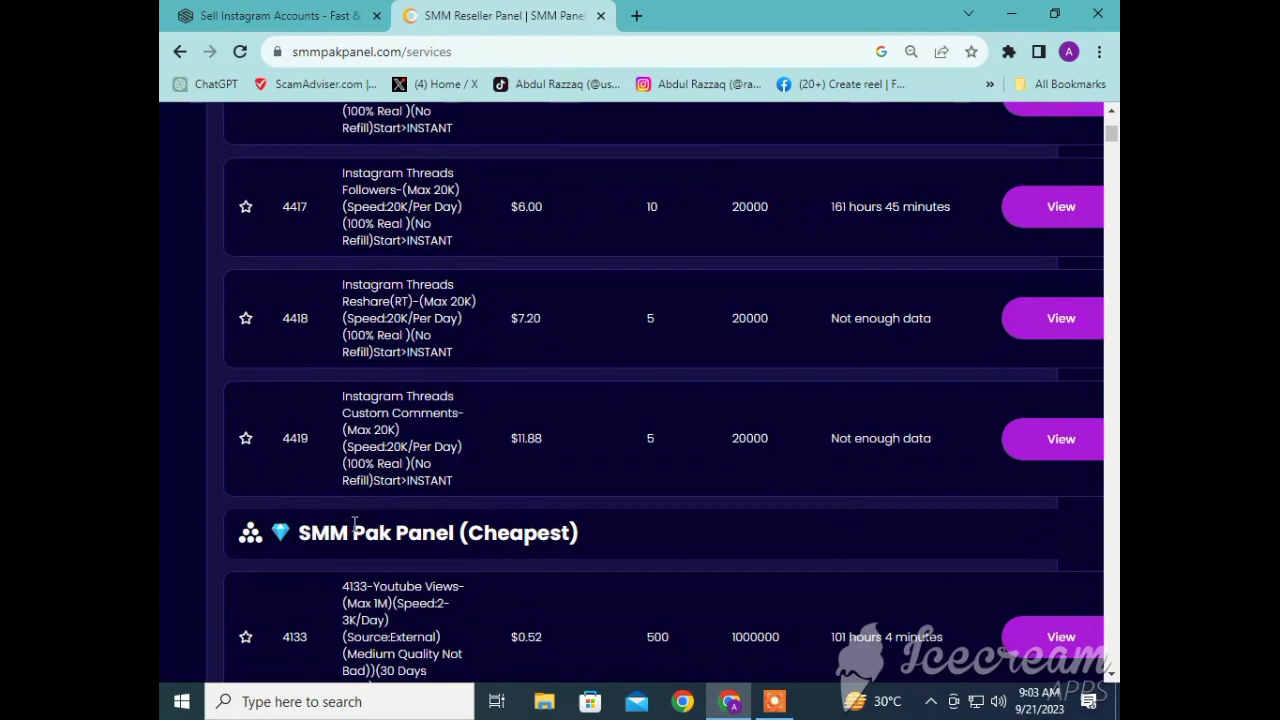 Sell Instagram Accounts - Fast &
SMM Reseller Panel | SMM Panel
smmpakpanel.com/services
ChatGPT
ScamAdviser.com |...
(4) Home / X
Abdul Razzaq (@us...
Abdul Razzaq (@ra...
(20+) Create reel | F...
»
All Bookmarks
(100% Real )(No
Refill)Start>INSTANT
4417
Instagram Threads
Followers-(Max 20K)
(Speed:20K/Per Day)
(100% Real )(No
Refill)Start>INSTANT
$6.00
10
20000
161 hours 45 minutes
View
4418
Instagram Threads
Reshare(RT)-(Max 20K)
(Speed:20K/Per Day)
(100% Real )(No
Refill)Start>INSTANT
$7.20
5
20000
Not enough data
View
4419
Instagram Threads
Custom Comments-
(Max 20K)
(Speed:20K/Per Day)
(100% Real )(No
Refill)Start>INSTANT
$11.88
5
20000
Not enough data
View
SMM Pak Panel (Cheapest)
4133
4133-Youtube Views-
(Max 1M)(Speed:2-
3K/Day)
(Source:External)
(Medium Quality Not
Bad))(30 Days
$0.52
500
1000000
101 hours 4 minutes
View
Icecream
APPS
Type here to search
30°C
9:03 AM
9/21/2023